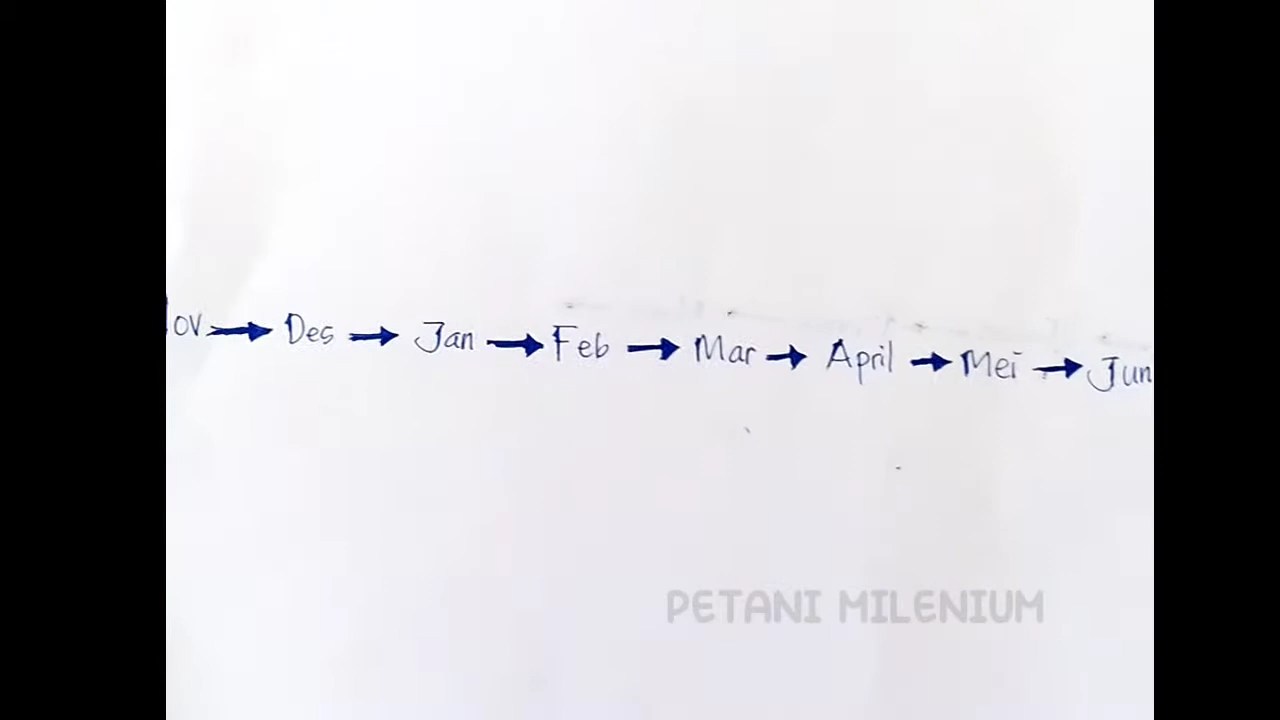 ov → Des → Jan → Feb → Mar → April → Mei → Jun
PETANI MILENIUM